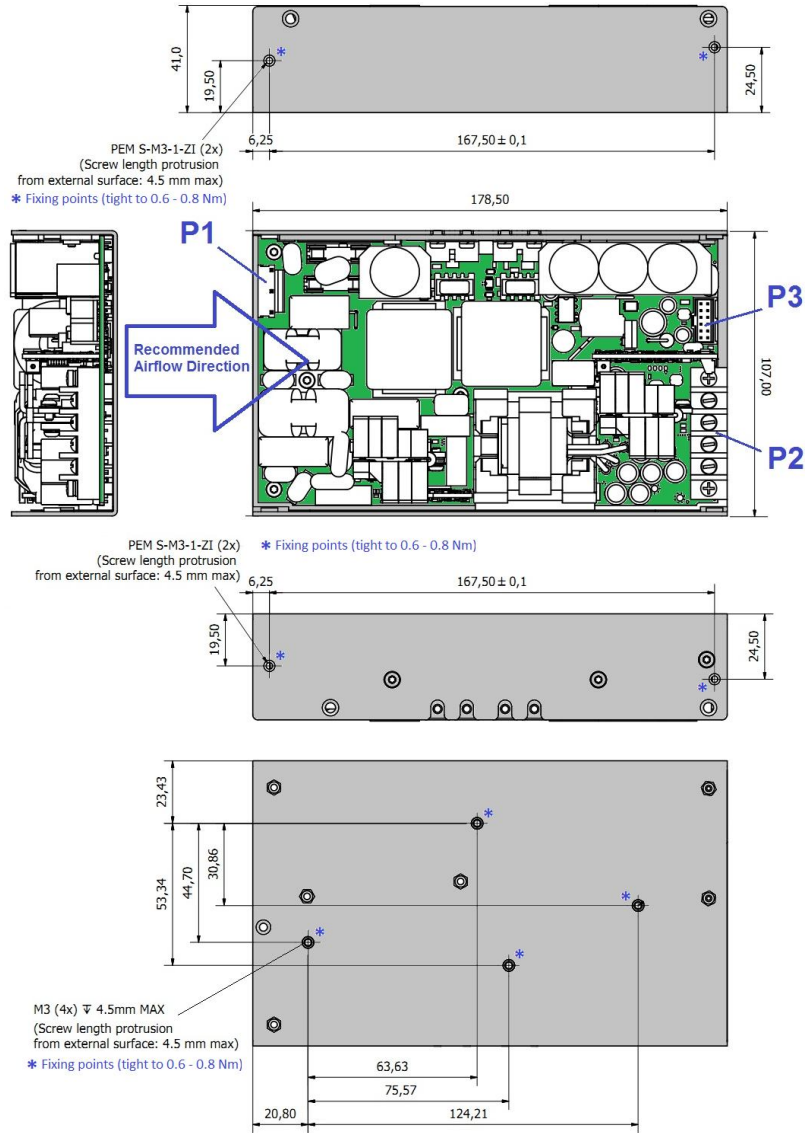 41,0
19,50
24,50
6,25
167,50 ± 0,1
PEM S-M3-1-ZI (2x)
(Screw length protrusion
from external surface: 4.5 mm max)
* Fixing points (tight to 0.6 - 0.8 Nm)
178,50
P1
P3
Recommended
Airflow Direction
107,00
P2
PEM S-M3-1-ZI (2x) * Fixing points (tight to 0.6 - 0.8 Nm)
(Screw length protrusion
from external surface: 4.5 mm max)
6,25
167,50 ± 0,1
19,50
24,50
*
*
23,43
53,34
44,70
30,86
*
*
*
*
M3 (4x) ↧ 4.5mm MAX
(Screw length protrusion
from external surface: 4.5 mm max)
* Fixing points (tight to 0.6 - 0.8 Nm)
63,63
75,57
20,80
124,21